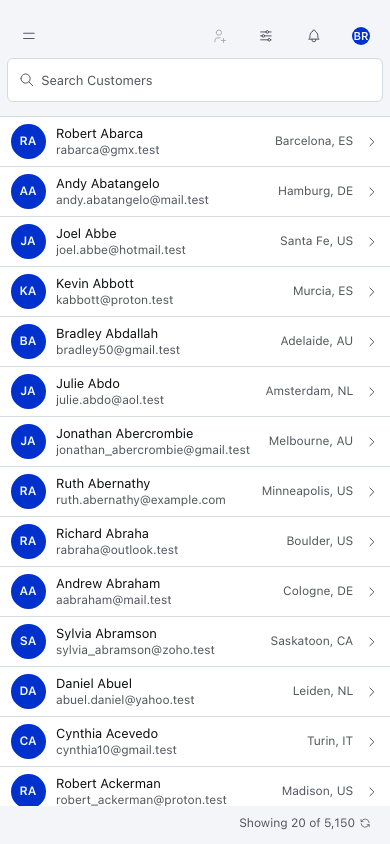 BR
Search Customers
RA Robert Abarca Barcelona, ES
rabarca@gmx.test
AA Andy Abatangelo Hamburg, DE
andy.abatangelo@mail.test
JA Joel Abbe Santa Fe, US
joel.abbe@hotmail.test
KA Kevin Abbott Murcia, ES
kabbott@proton.test
BA Bradley Abdallah Adelaide, AU
bradley50@gmail.test
JA Julie Abdo Amsterdam, NL
julie.abdo@aol.test
JA Jonathan Abercrombie Melbourne, AU
jonathan_abercrombie@gmail.test
RA Ruth Abernathy Minneapolis, US
ruth.abernathy@example.com
RA Richard Abraha Boulder, US
rabraha@outlook.test
AA Andrew Abraham Cologne, DE
aabraham@mail.test
SA Sylvia Abramson Saskatoon, CA
sylvia_abramson@zoho.test
DA Daniel Abuel Leiden, NL
abuel.daniel@yahoo.test
CA Cynthia Acevedo Turin, IT
cynthia10@gmail.test
RA Robert Ackerman Madison, US
robert_ackerman@proton.test
Showing 20 of 5,150